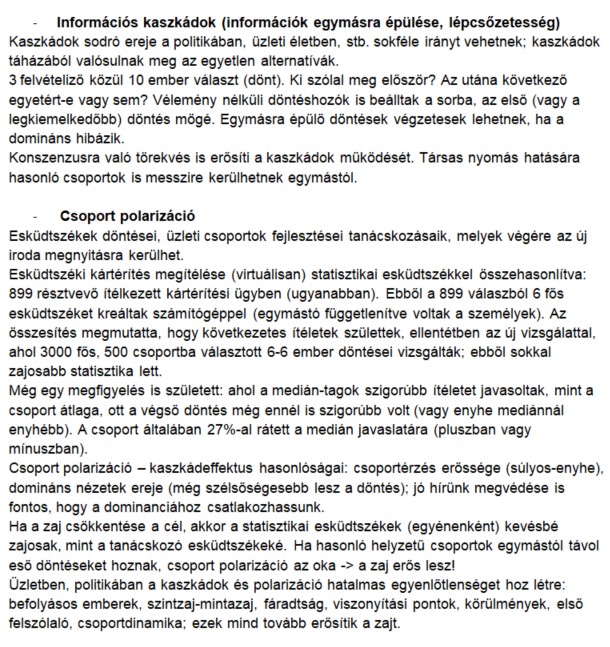 - Információs kaszkádok (információk egymásra épülése, lépcsőzetesség)
Kaszkádok sodró ereje a politikában, üzleti életben, stb. sokféle irányt vehetnek; kaszkádok
táházából valósulnak meg az egyetlen alternatívák.
3 felvételiző közül 10 ember választ (dönt). Ki szólal meg először? Az utána következő
egyetért-e vagy sem? Vélemény nélküli döntéshozók is beálltak a sorba, az első (vagy a
legkiemelkedőbb) döntés mögé. Egymásra épülő döntések végzetesek lehetnek, ha a
domináns hibázik.
Konszenzusra való törekvés is erősíti a kaszkádok működését. Társas nyomás hatására
hasonló csoportok is messzire kerülhetnek egymástól.
- Csoport polarizáció
Esküdtszékek döntései, üzleti csoportok fejlesztései tanácskozásaik, melyek végére az új
iroda megnyitásra kerülhet.
Esküdtszéki kártérítés megítélése (virtuálisan) statisztikai esküdtszékkel összehasonlítva:
899 résztvevő ítélkezett kártérítési ügyben (ugyanabban). Ebből a 899 válaszból 6 fős
esküdtszéket kreáltak számítógéppel (egymástó függetlenítve voltak a személyek). Az
összesítés megmutatta, hogy következetes ítéletek születtek, ellentétben az új vizsgálattal,
ahol 3000 fős, 500 csoportba választott 6-6 ember döntései vizsgálták; ebből sokkal
zajosabb statisztika lett.
Még egy megfigyelés is született: ahol a medián-tagok szigorúbb ítéletet javasoltak, mint a
csoport átlaga, ott a végső döntés még ennél is szigorúbb volt (vagy enyhe mediánnál
enyhébb). A csoport általában 27%-al rátett a medián javaslatára (pluszban vagy
mínuszban).
Csoport polarizáció – kaszkádeffektus hasonlóságai: csoportérzés erőssége (súlyos-enyhe),
domináns nézetek ereje (még szélsőségesebb lesz a döntés); jó hírünk megvédése is
fontos, hogy a dominanciához csatlakozhassunk.
Ha a zaj csökkentése a cél, akkor a statisztikai esküdtszékek (egyénenként) kevésbé
zajosak, mint a tanácskozó esküdtszékeké. Ha hasonló helyzetű csoportok egymástól távol
eső döntéseket hoznak, csoport polarizáció az oka -> a zaj erős lesz!
Üzletben, politikában a kaszkádok és polarizáció hatalmas egyenlőtlenséget hoz létre:
befolyásos emberek, szintzaj-mintazaj, fáradtság, viszonyítási pontok, körülmények, első
felszólaló, csoportdinamika; ezek mind tovább erősítik a zajt.